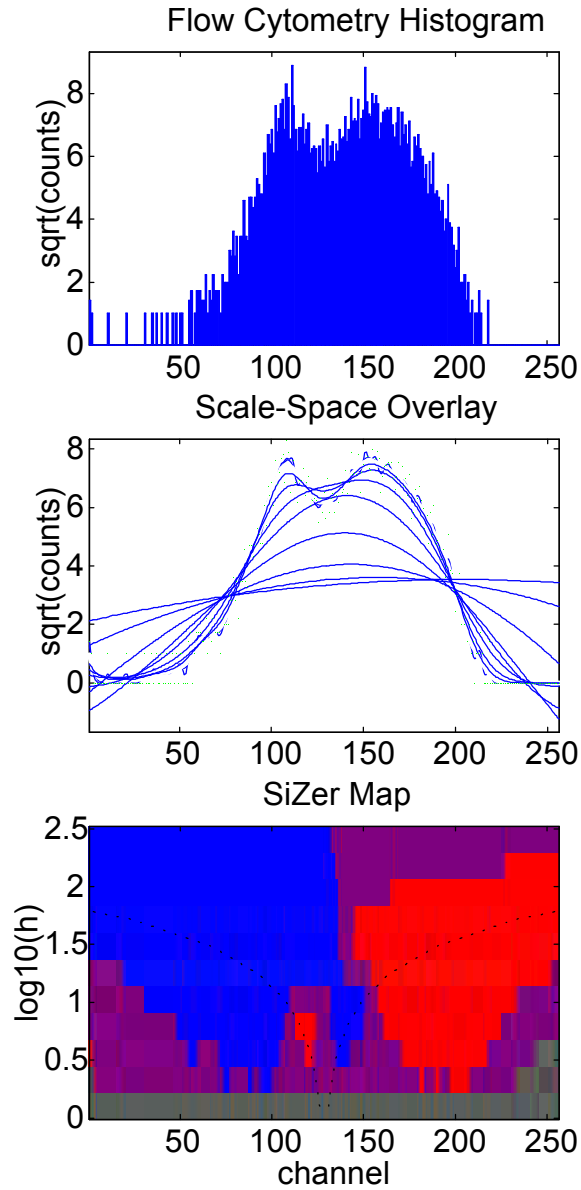 Flow Cytometry Histogram
8
6
4
2
0
sqrt(counts)
50 100 150 200 250
Scale-Space Overlay
8
6
4
2
0
sqrt(counts)
50 100 150 200 250
SiZer Map
2.5
2
1.5
1
0.5
0
log10(h)
50 100 150 200 250
channel